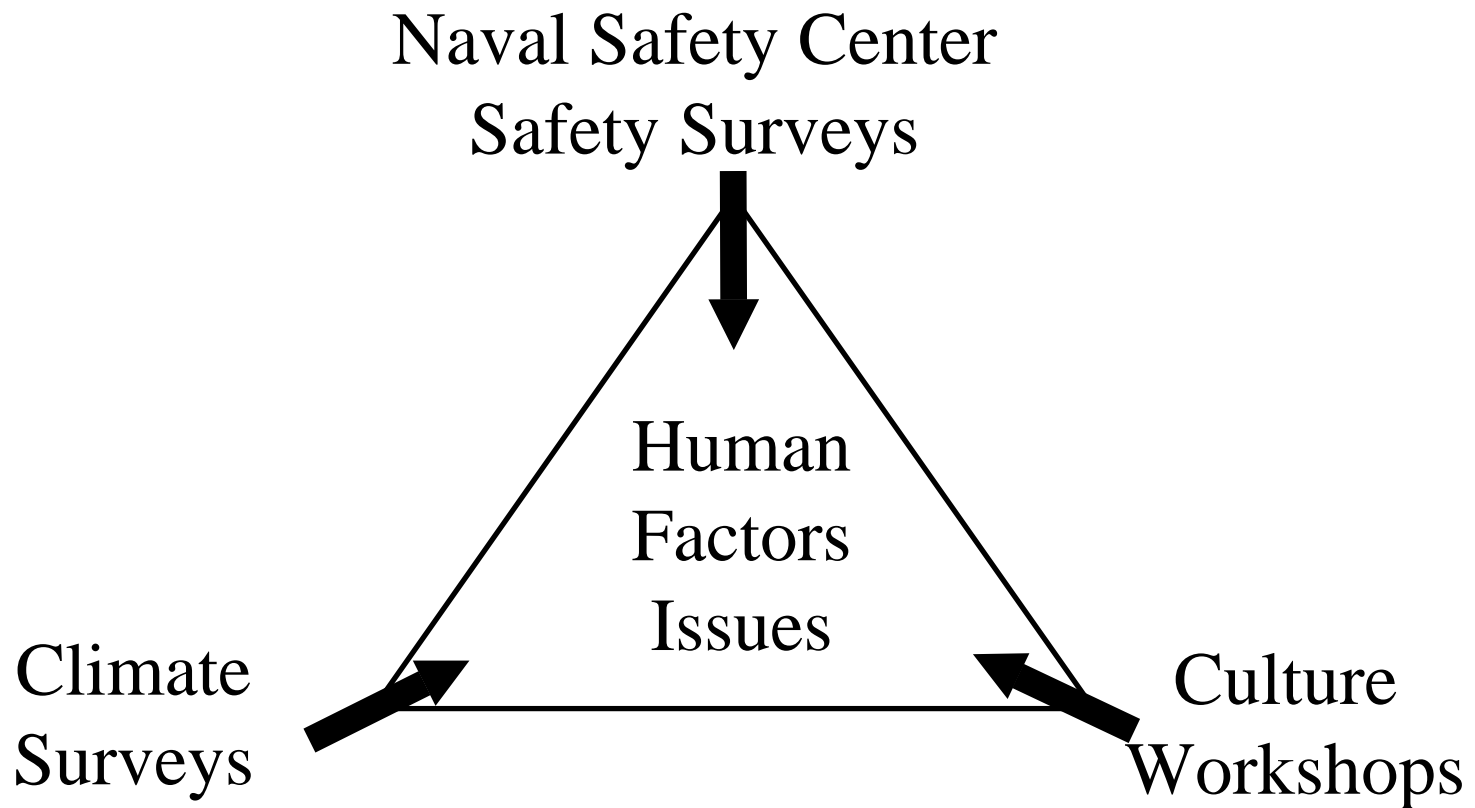 Naval Safety Center
Safety Surveys
Human
Factors
Issues
Climate
Surveys
Culture
Workshops